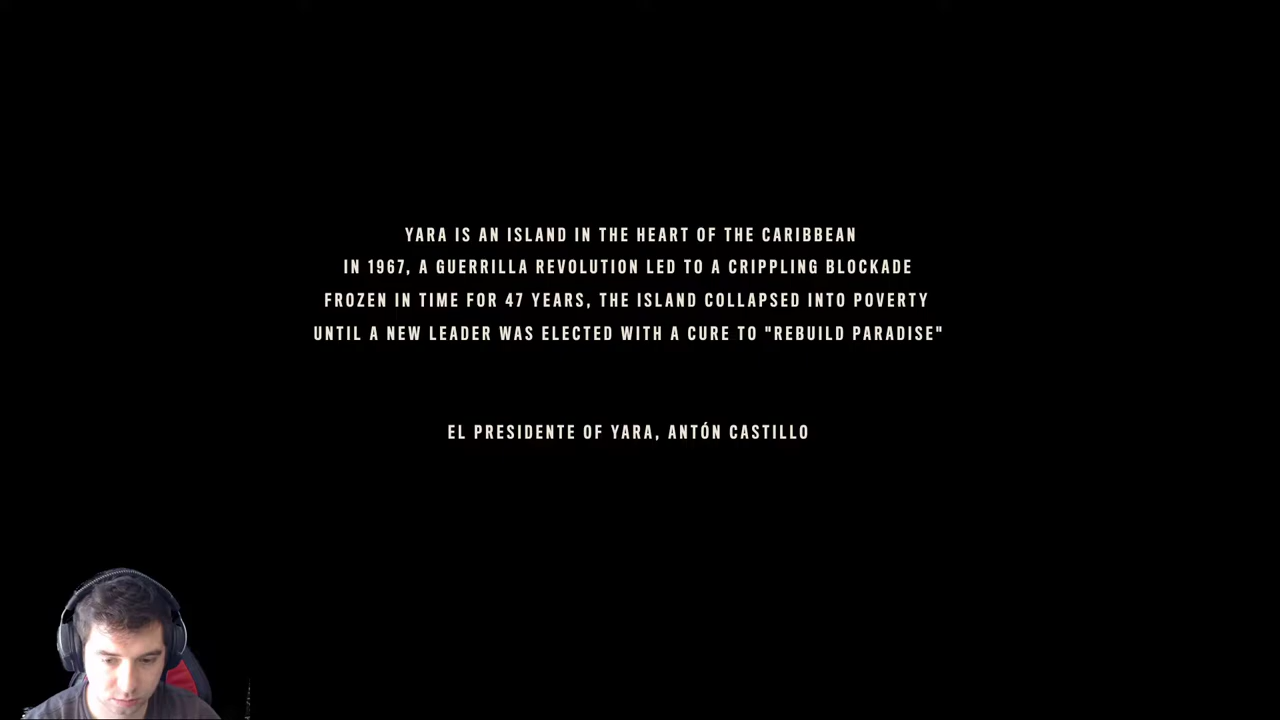 YARA IS AN ISLAND IN THE HEART OF THE CARIBBEAN
IN 1967, A GUERRILLA REVOLUTION LED TO A CRIPPLING BLOCKADE
FROZEN IN TIME FOR 47 YEARS, THE ISLAND COLLAPSED INTO POVERTY
UNTIL A NEW LEADER WAS ELECTED WITH A CURE TO "REBUILD PARADISE"
EL PRESIDENTE OF YARA, ANTÓN CASTILLO